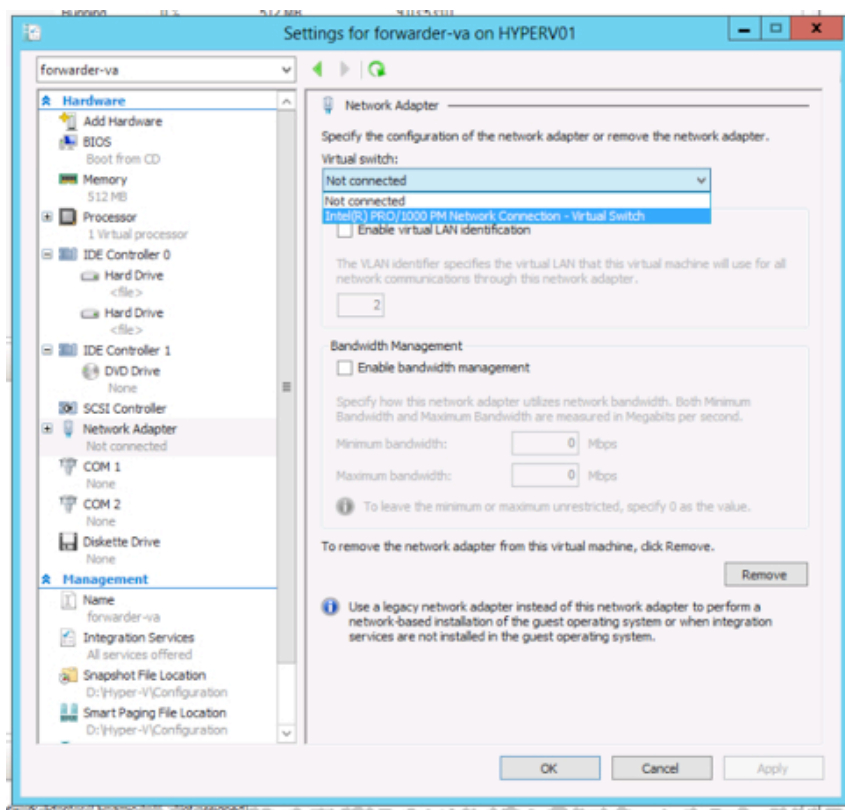 Running
0 %
512 MB
Settings for forwarder-va on HYPERV01
forwarder-va
Hardware
Add Hardware
BIOS
Boot from CD
Memory
512 MB
Processor
1 Virtual processor
IDE Controller 0
Hard Drive
<file>
Hard Drive
<file>
IDE Controller 1
DVD Drive
None
SCSI Controller
Network Adapter
Not connected
COM 1
None
COM 2
None
Diskette Drive
None
Management
Name
forwarder-va
Integration Services
All services offered
Snapshot File Location
D:\Hyper-V\Configuration
Smart Paging File Location
D:\Hyper-V\Configuration
Network Adapter
Specify the configuration of the network adapter or remove the network adapter.
Virtual switch:
Not connected
Not connected
Intel(R) PRO/1000 PM Network Connection - Virtual Switch
Enable virtual LAN identification
The VLAN identifier specifies the virtual LAN that this virtual machine will use for all
network communications through this network adapter.
2
Bandwidth Management
Enable bandwidth management
Specify how this network adapter utilizes network bandwidth. Both Minimum
Bandwidth and Maximum Bandwidth are measured in Megabits per second.
Minimum bandwidth:
0 Mbps
Maximum bandwidth:
0 Mbps
To leave the minimum or maximum unrestricted, specify 0 as the value.
To remove the network adapter from this virtual machine, click Remove.
Remove
Use a legacy network adapter instead of this network adapter to perform a
network-based installation of the guest operating system or when integration
services are not installed in the guest operating system.
OK
Cancel
Apply